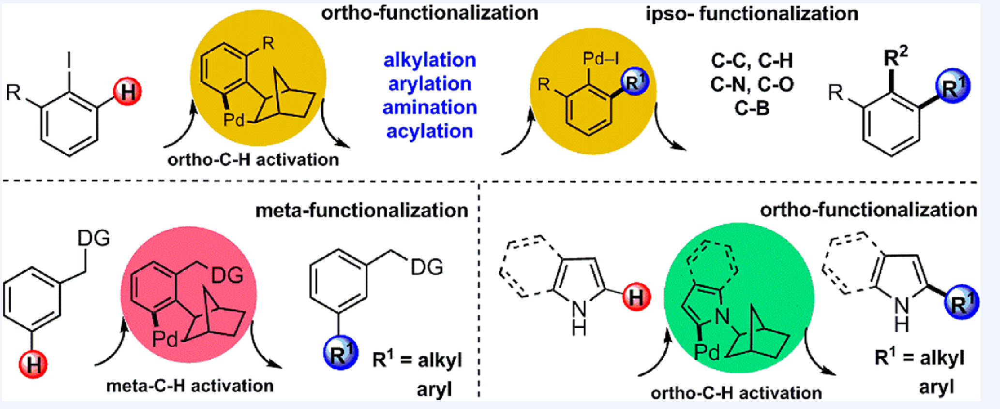 ortho-functionalization
ipso- functionalization
I
R
H
R
Pd
ortho-C-H activation
alkylation
arylation
amination
acylation
Pd–I
R
R¹
C-C, C-H
C-N, C-O
C-B
R²
R
R¹
meta-functionalization
DG
H
DG
Pd
meta-C-H activation
DG
R¹
R¹ = alkyl
aryl
ortho-functionalization
N
H
H
N
Pd
ortho-C-H activation
N
H
R¹
R¹ = alkyl
aryl